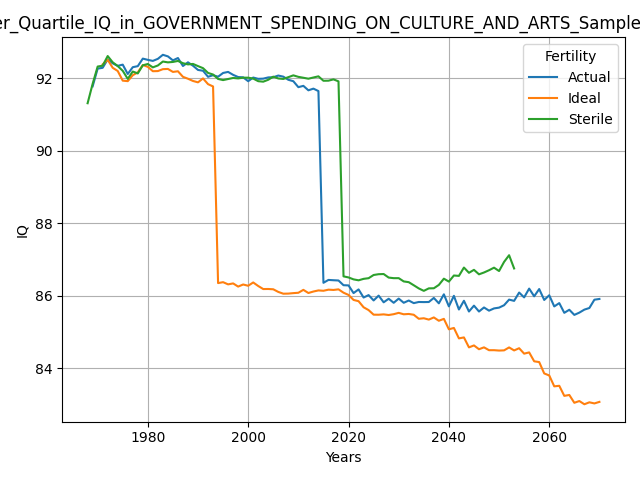 er_Quartile_IQ_in_GOVERNMENT_SPENDING_ON_CULTURE_AND_ARTS_Sample
Fertility
Actual
Ideal
Sterile
92
90
88
86
84
IQ
1980
2000
2020
2040
2060
Years